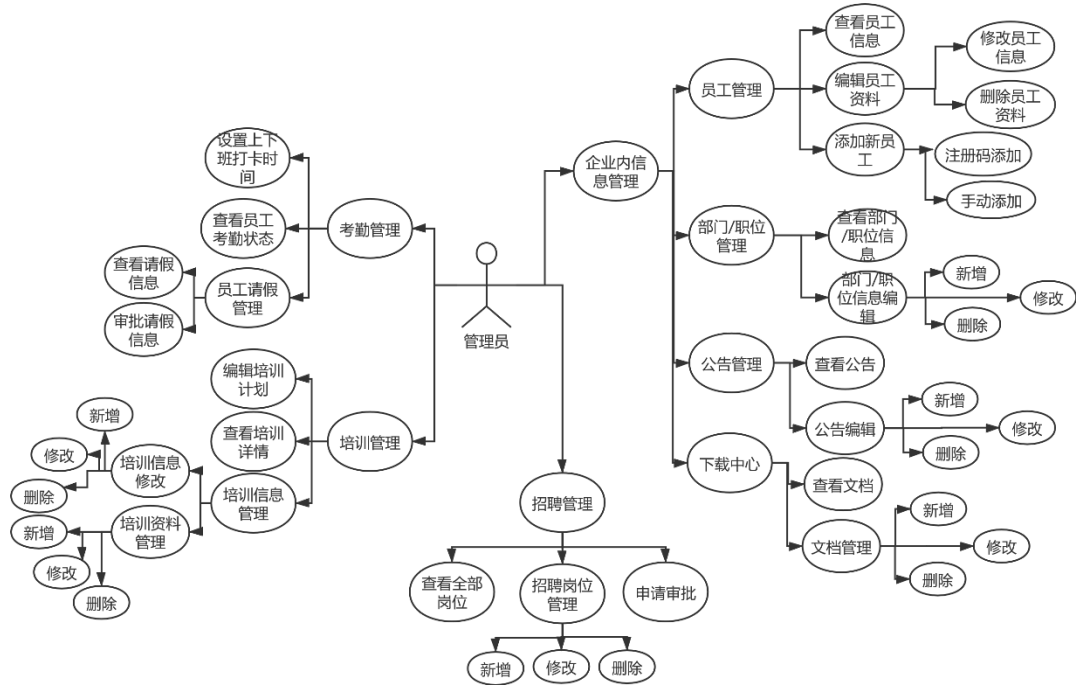 查看员工
信息
修改员工
信息
员工管理
编辑员工
资料
删除员工
资料
添加新员
工
注册码添加
手动添加
设置上下
班打卡时
间
企业内信
息管理
查看员工
考勤状态
考勤管理
部门/职位
管理
查看部门
/职位信
息
查看请假
信息
员工请假
管理
审批请假
信息
部门/职
位信息编
辑
新增
修改
删除
管理员
公告管理
查看公告
编辑培训
计划
新增
公告编辑
修改
删除
新增
查看培训
详情
培训管理
修改
培训信息
修改
删除
培训信息
管理
下载中心
查看文档
新增
培训资料
管理
修改
删除
招聘管理
新增
文档管理
修改
删除
查看全部
岗位
招聘岗位
管理
申请审批
新增
修改
删除